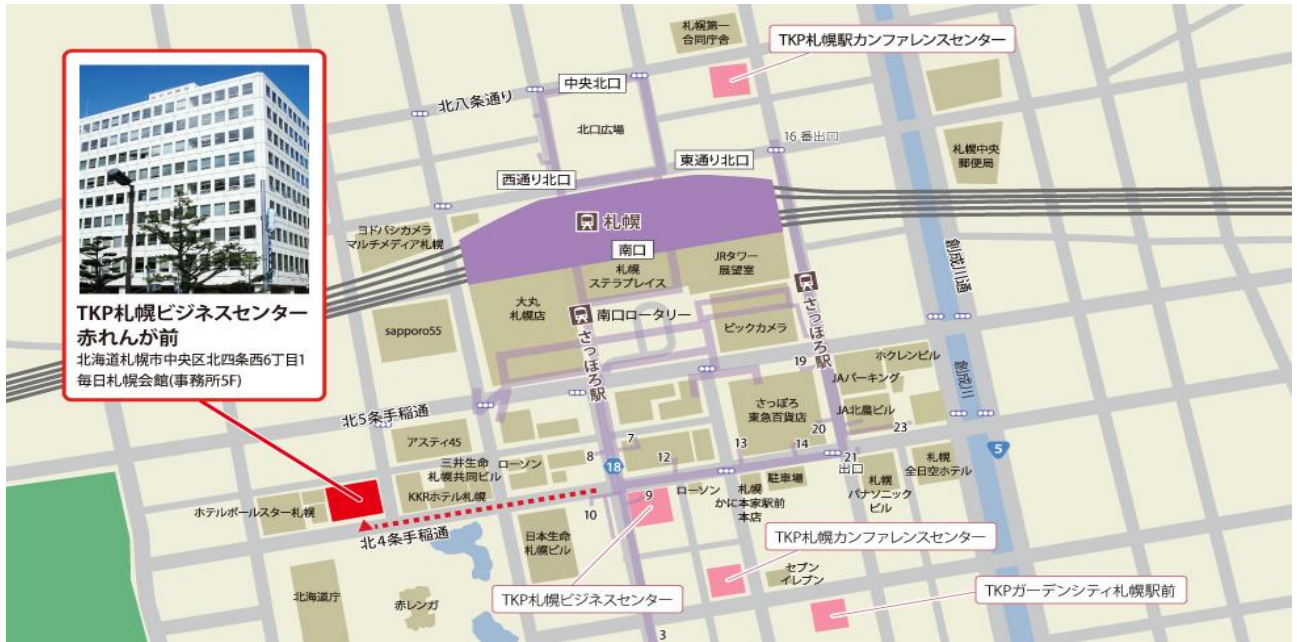 札幌第一
合同庁舎
TKP札幌駅カンファレンスセンター
中央北口
北八条通り
北口広場
16番出口
札幌中央
郵便局
東通り北口
西通り北口
ヨドバシカメラ
マルチメディア札幌
札幌
南口
札幌
ステラプレイス
JRタワー
展望室
創成川通
TKP札幌ビジネスセンター
赤れんが前
北海道札幌市中央区北四条西6丁目1
毎日札幌会館(事務所5F)
sapporo55
大丸
札幌店
南口ロータリー
さっぽろ駅
ビックカメラ
さっぽろ駅
19
ホクレンビル
創成川
JAパーキング
北5条手稲通
さっぽろ
東急百貨店
JA北農ビル
アスティ45
7
8
18
12
13
14
20
21
出口
23
5
三井生命
札幌共同ビル
ローソン
KKRホテル札幌
ホテルポールスター札幌
北4条手稲通
10
9
ローソン
札幌
かに本家駅前
本店
駐車場
札幌
パナソニック
ビル
札幌
全日空ホテル
日本生命
札幌ビル
TKP札幌カンファレンスセンター
セブン
イレブン
北海道庁
赤レンガ
TKP札幌ビジネスセンター
TKPガーデンシティ札幌駅前
3